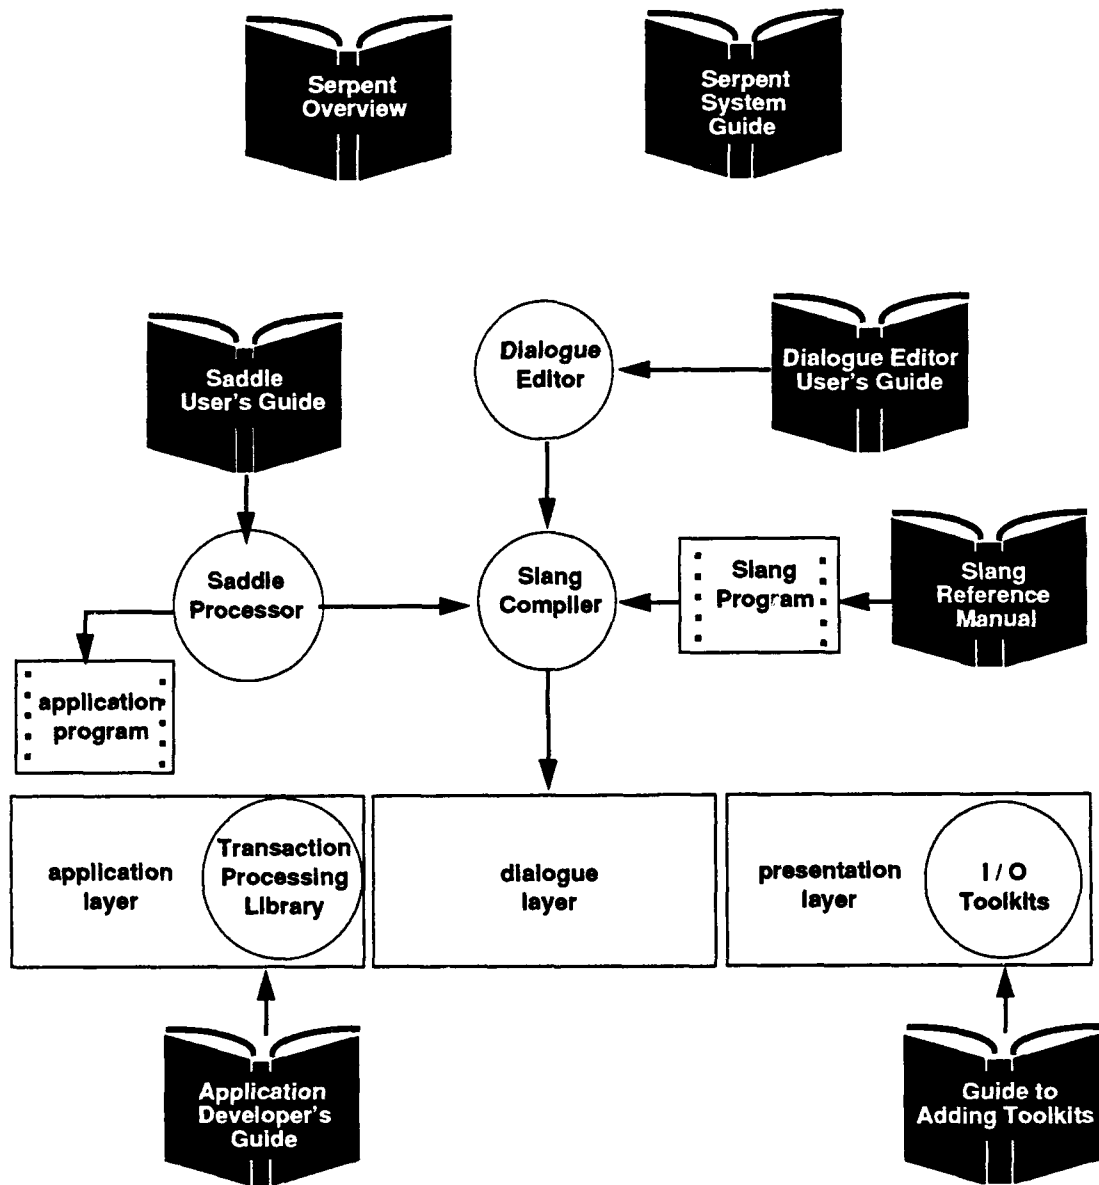 Serpent
Overview
Serpent
System
Guide
Saddle
User's Guide
Dialogue
Editor
Dialogue Editor
User's Guide
Saddle
Processor
Slang
Compiler
Slang
Program
Slang
Reference
Manual
application
program
application
layer
Transaction
Processing
Library
dialogue
layer
presentation
layer
I / O
Toolkits
Application
Developer's
Guide
Guide to
Adding Toolkits